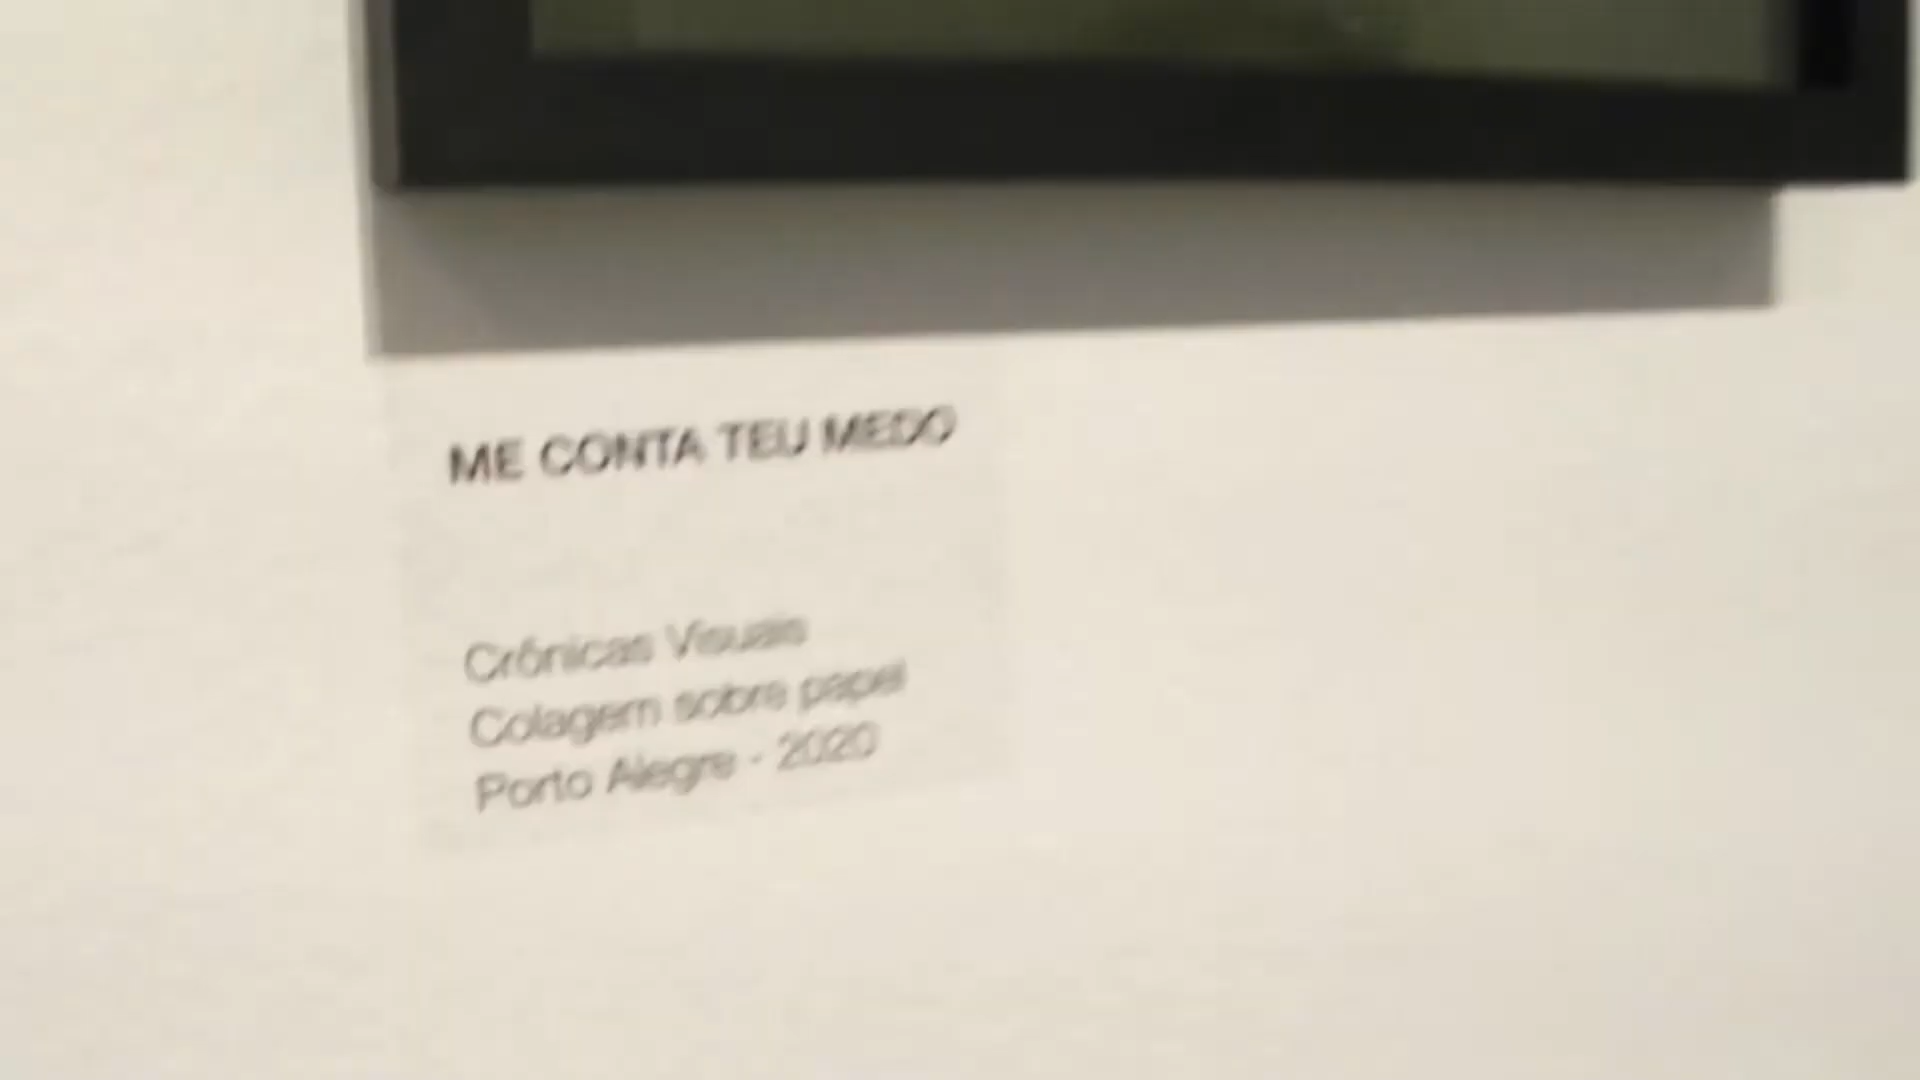 ME CONTA TEU MEDO
Crônicas Visuais
Colagem sobre papel
Porto Alegre - 2020